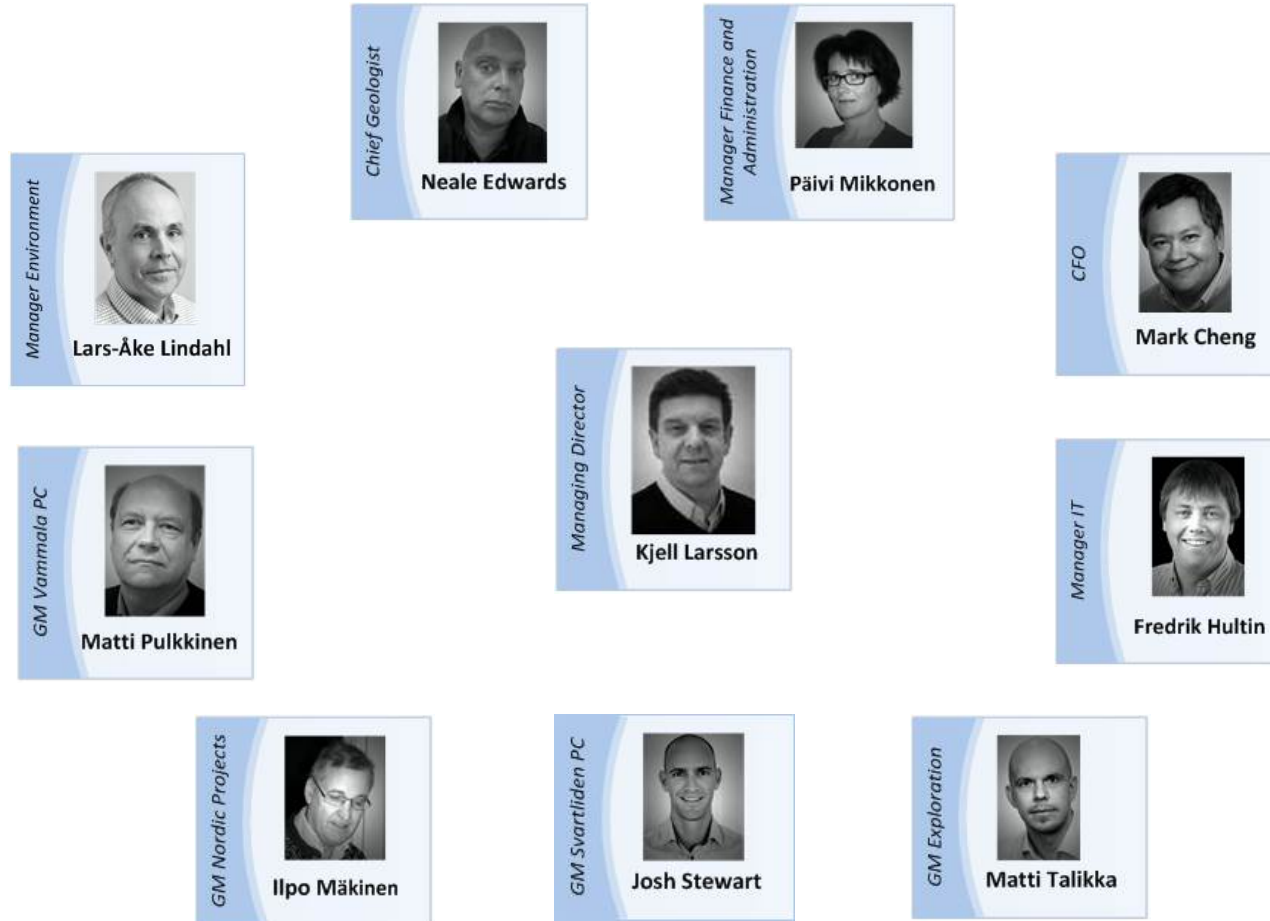 Chief Geologist
Neale Edwards
Manager Finance and
Administration
Päivi Mikkonen
Manager Environment
Lars-Åke Lindahl
CFO
Mark Cheng
Managing Director
Kjell Larsson
GM Vammala PC
Matti Pulkkinen
Manager IT
Fredrik Hultin
GM Nordic Projects
Ilpo Mäkinen
GM Svartliden PC
Josh Stewart
GM Exploration
Matti Talikka